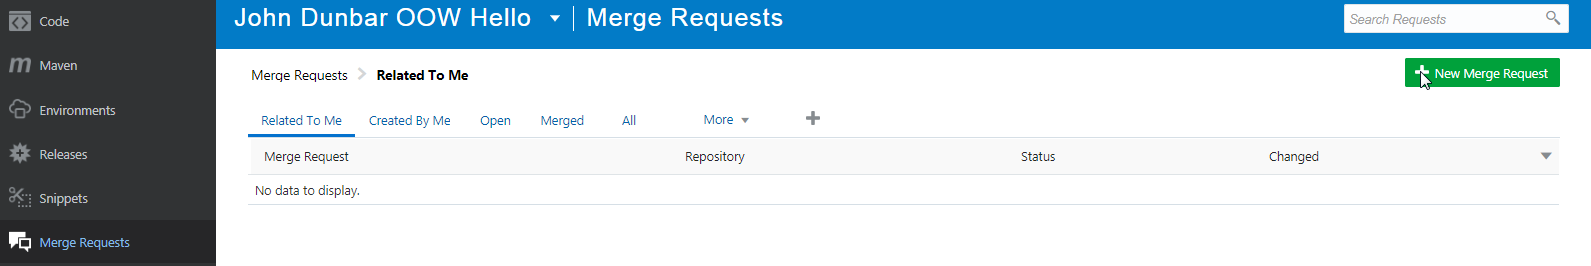 Code
Maven
Environments
Releases
Snippets
Merge Requests
John Dunbar OOW Hello Merge Requests
Search Requests
Merge Requests Related To Me
New Merge Request
Related To Me Created By Me Open Merged All More
Merge Request Repository Status Changed
No data to display.